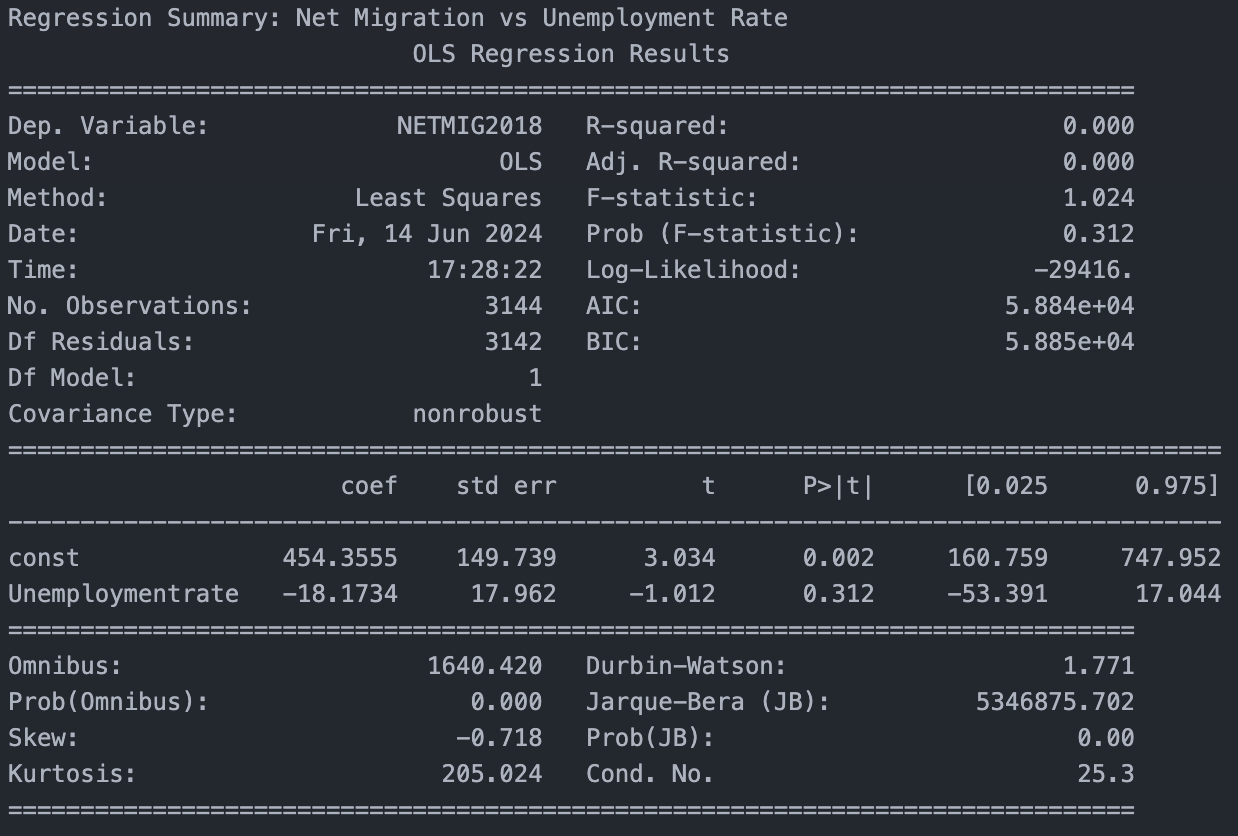 Regression Summary: Net Migration vs Unemployment Rate
                            OLS Regression Results
==============================================================================
Dep. Variable:             NETMIG2018   R-squared:                       0.000
Model:                            OLS   Adj. R-squared:                  0.000
Method:                 Least Squares   F-statistic:                     1.024
Date:                Fri, 14 Jun 2024   Prob (F-statistic):              0.312
Time:                        17:28:22   Log-Likelihood:                -29416.
No. Observations:                3144   AIC:                         5.884e+04
Df Residuals:                    3142   BIC:                         5.885e+04
Df Model:                           1
Covariance Type:            nonrobust
====================================================================================
                       coef    std err          t      P>|t|      [0.025      0.975]
------------------------------------------------------------------------------------
const              454.3555    149.739      3.034      0.002     160.759     747.952
Unemploymentrate   -18.1734     17.962     -1.012      0.312     -53.391      17.044
==============================================================================
Omnibus:                     1640.420   Durbin-Watson:                   1.771
Prob(Omnibus):                  0.000   Jarque-Bera (JB):          5346875.702
Skew:                          -0.718   Prob(JB):                         0.00
Kurtosis:                     205.024   Cond. No.                         25.3
==============================================================================